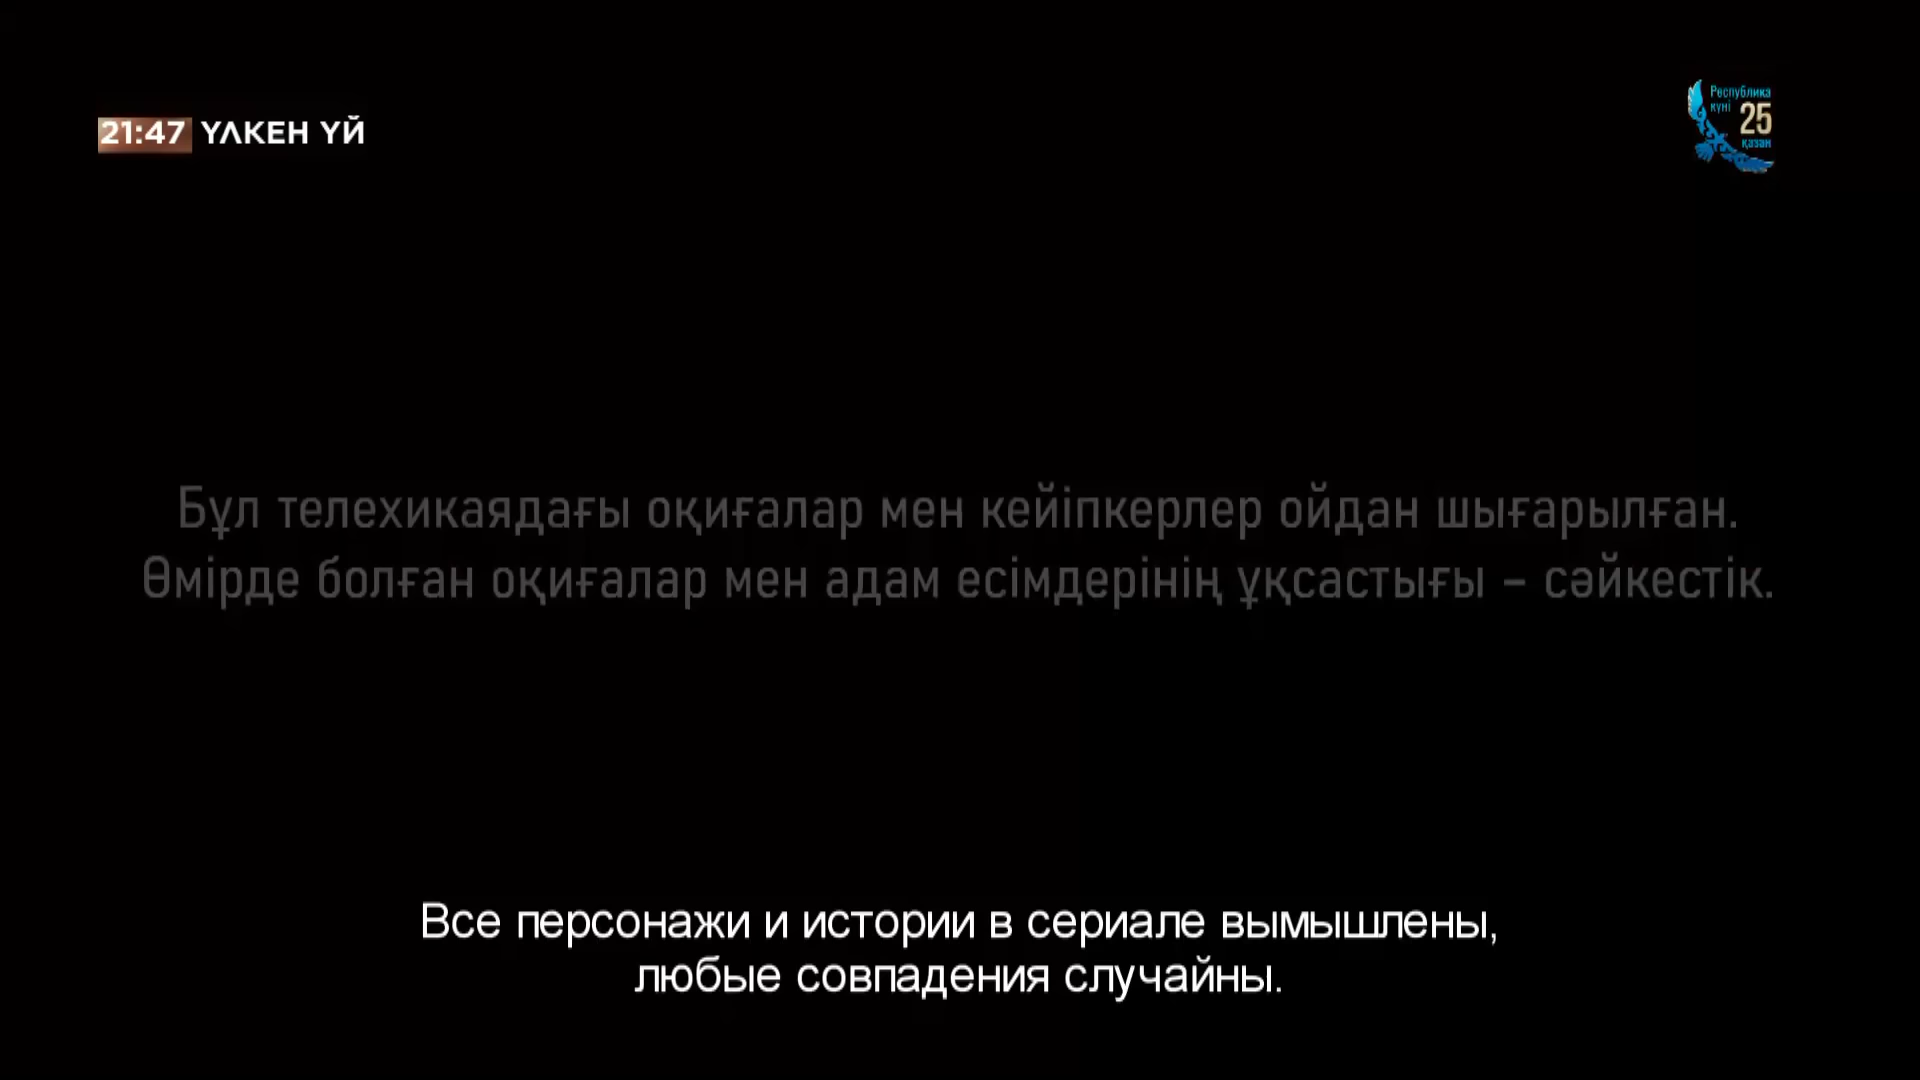 21:47 ҮЛКЕН ҮЙ
Республика
күні 25
қазан
Бұл телехикаядағы оқиғалар мен кейіпкерлер ойдан шығарылған.
Өмірде болған оқиғалар мен адам есімдерінің ұқсастығы – сәйкестік.
Все персонажи и истории в сериале вымышлены,
любые совпадения случайны.